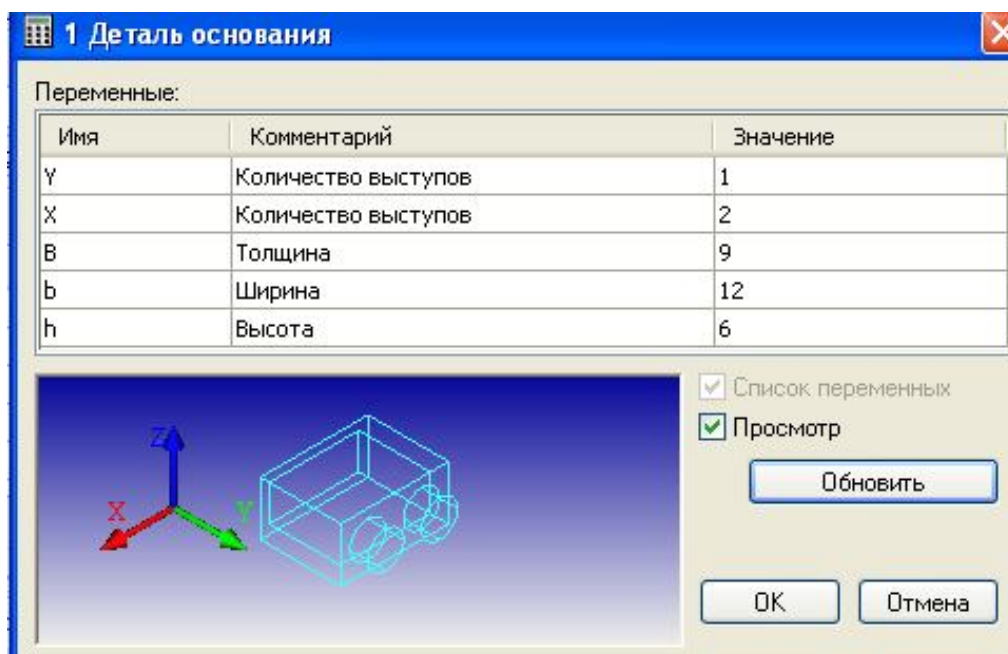 1 Деталь основания
Переменные:
Имя Комментарий Значение
Y Количество выступов 1
X Количество выступов 2
B Толщина 9
b Ширина 12
h Высота 6
Список переменных
Просмотр
Обновить
Z
X Y
OK Отмена